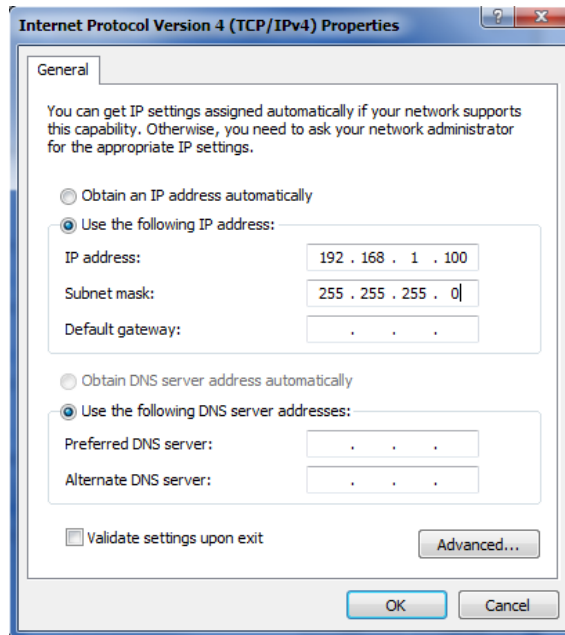 Internet Protocol Version 4 (TCP/IPv4) Properties
General
You can get IP settings assigned automatically if your network supports
this capability. Otherwise, you need to ask your network administrator
for the appropriate IP settings.
Obtain an IP address automatically
Use the following IP address:
IP address: 192 . 168 . 1 . 100
Subnet mask: 255 . 255 . 255 . 0
Default gateway: . . .
Obtain DNS server address automatically
Use the following DNS server addresses:
Preferred DNS server: . . .
Alternate DNS server: . . .
Validate settings upon exit
Advanced...
OK Cancel